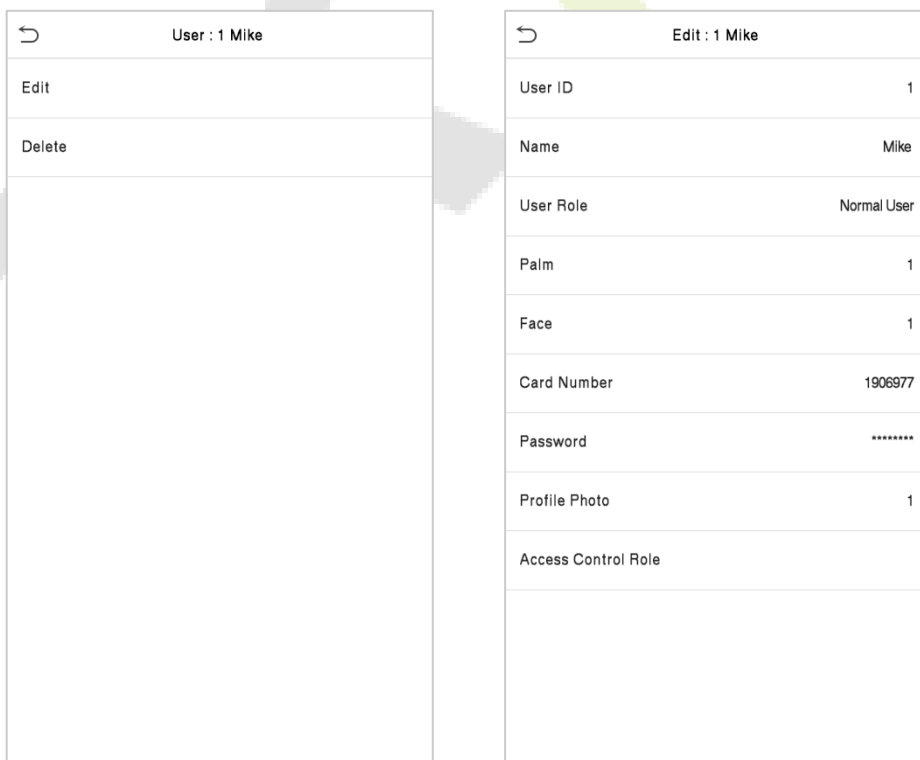 User : 1 Mike
Edit
Delete
Edit : 1 Mike
User ID 1
Name Mike
User Role Normal User
Palm 1
Face 1
Card Number 1906977
Password ********
Profile Photo 1
Access Control Role